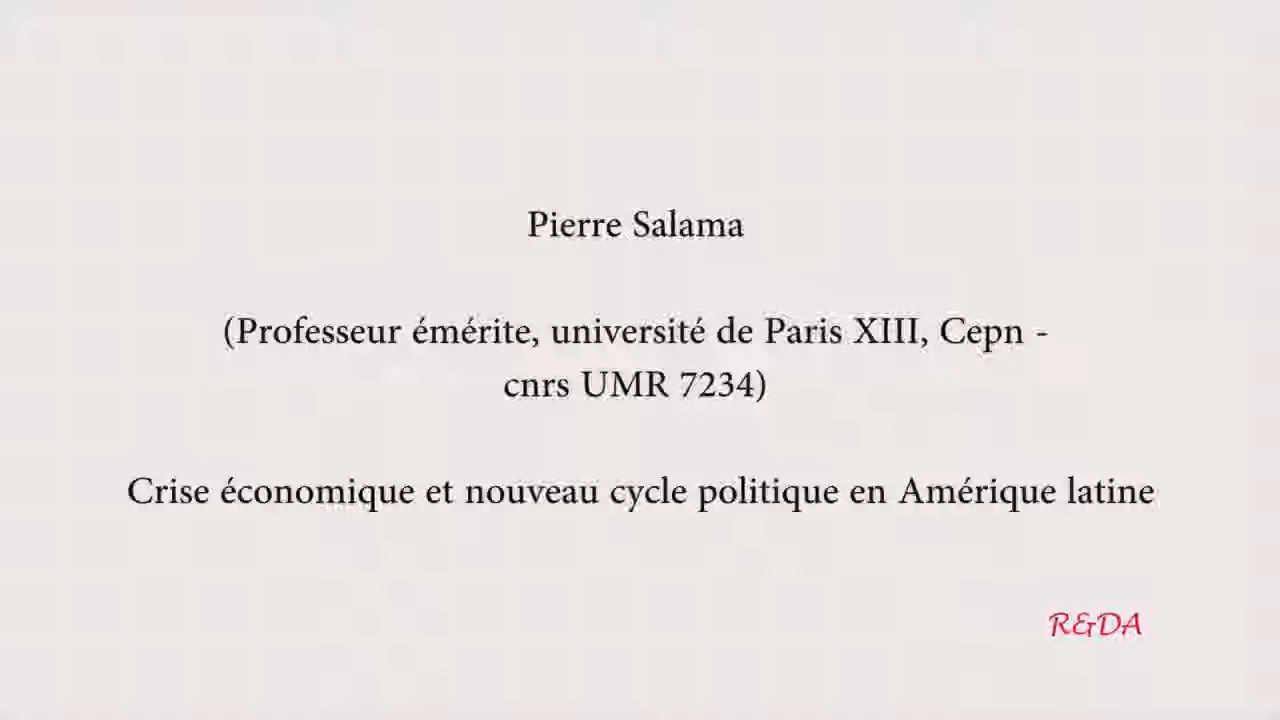 Pierre Salama
(Professeur émérite, université de Paris XIII, Cepn -
cnrs UMR 7234)
Crise économique et nouveau cycle politique en Amérique latine
R&DA